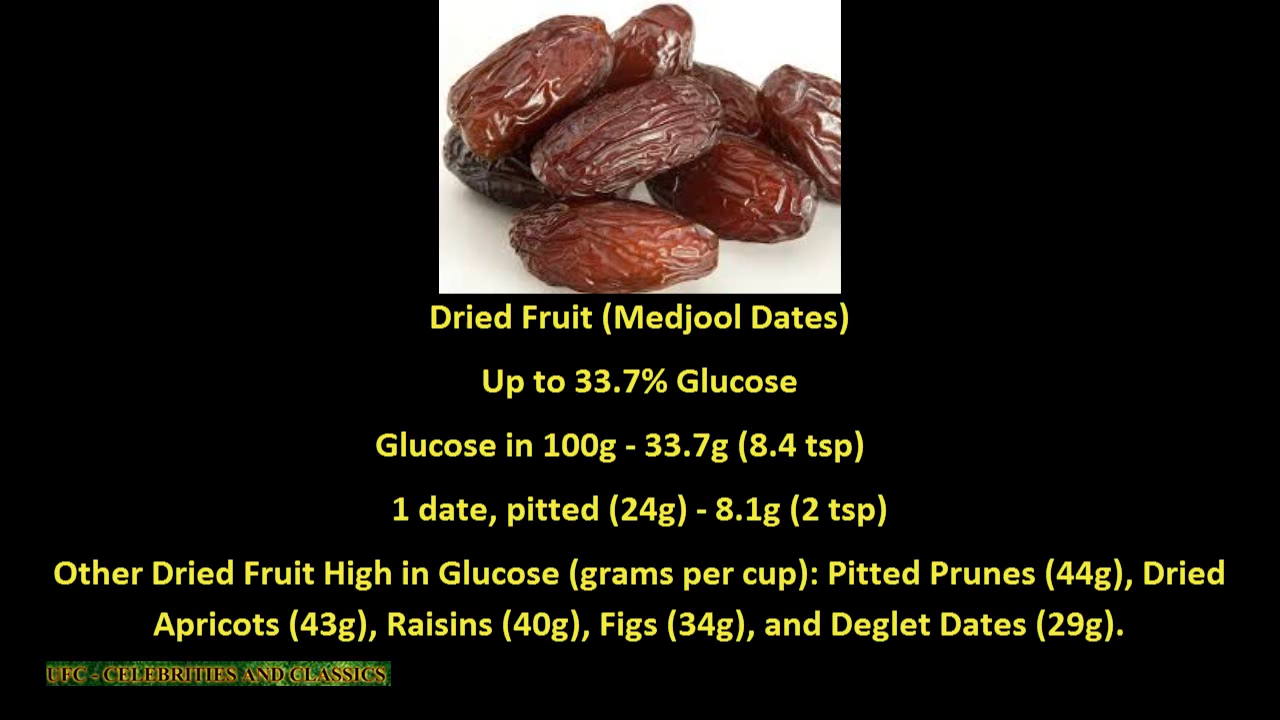 Dried Fruit (Medjool Dates)
Up to 33.7% Glucose
Glucose in 100g - 33.7g (8.4 tsp)
1 date, pitted (24g) - 8.1g (2 tsp)
Other Dried Fruit High in Glucose (grams per cup): Pitted Prunes (44g), Dried
Apricots (43g), Raisins (40g), Figs (34g), and Deglet Dates (29g).
UFC - CELEBRITIES AND CLASSICS